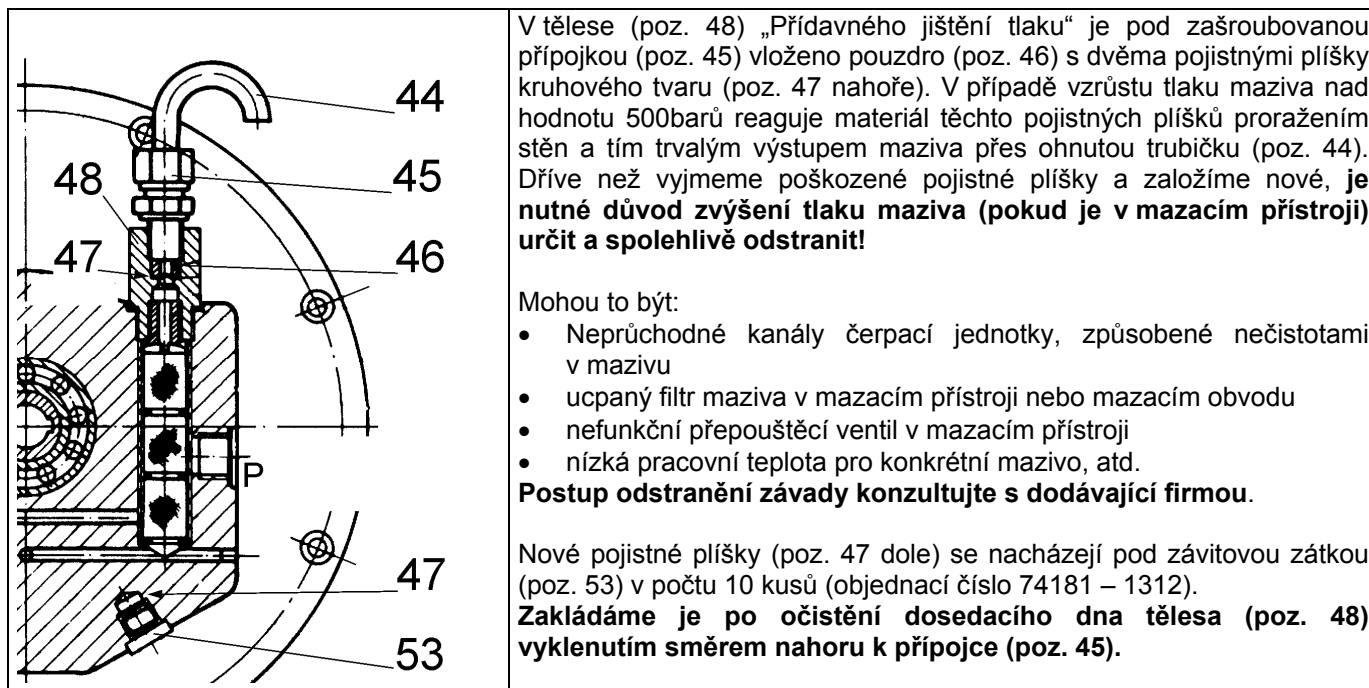 44
45
48
47
46
P
47
53
V tělese (poz. 48) „Přídavného jištění tlaku“ je pod zašroubovanou
přípojkou (poz. 45) vloženo pouzdro (poz. 46) s dvěma pojistnými plíšky
kruhového tvaru (poz. 47 nahoře). V případě vzrůstu tlaku maziva nad
hodnotu 500barů reaguje materiál těchto pojistných plíšků proražením
stěn a tím trvalým výstupem maziva přes ohnutou trubičku (poz. 44).
Dříve než vyjmeme poškozené pojistné plíšky a založíme nové, je
nutné důvod zvýšení tlaku maziva (pokud je v mazacím přístroji)
určit a spolehlivě odstranit!
Mohou to být:
• Neprůchodné kanály čerpací jednotky, způsobené nečistotami
v mazivu
• ucpaný filtr maziva v mazacím přístroji nebo mazacím obvodu
• nefunkční přepouštěcí ventil v mazacím přístroji
• nízká pracovní teplota pro konkrétní mazivo, atd.
Postup odstranění závady konzultujte s dodávající firmou.
Nové pojistné plíšky (poz. 47 dole) se nacházejí pod závitovou zátkou
(poz. 53) v počtu 10 kusů (objednací číslo 74181 – 1312).
Zakládáme je po očistění dosedacího dna tělesa (poz. 48)
vyklenutím směrem nahoru k přípojce (poz. 45).